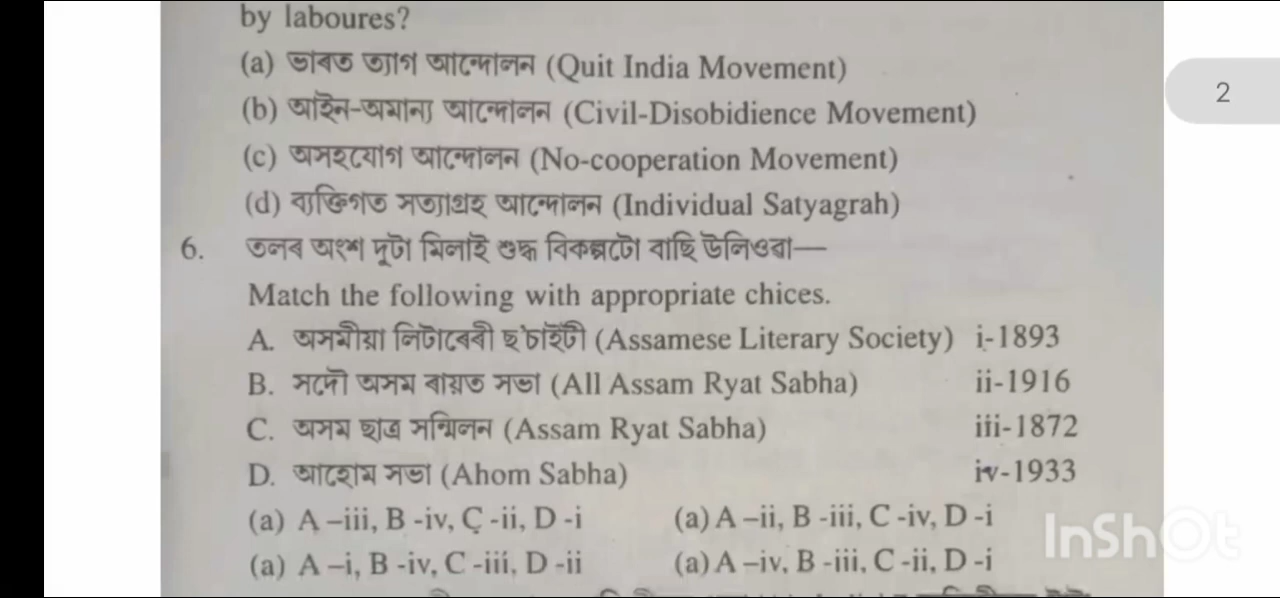 by laboures?
2
(a) ভাৰত ত্যাগ আন্দোলন (Quit India Movement)
(b) আইন-অমান্য আন্দোলন (Civil-Disobidience Movement)
(c) অসহযোগ আন্দোলন (No-cooperation Movement)
(d) ব্যক্তিগত সত্যাগ্ৰহ আন্দোলন (Individual Satyagrah)
6. তলৰ অংশ দুটা মিলাই শুদ্ধ বিকল্পটো বাছি উলিওৱা—
Match the following with appropriate chices.
A. অসমীয়া লিটাৰেৰী ছ'চাইটী (Assamese Literary Society) i-1893
B. সদৌ অসম ৰায়ত সভা (All Assam Ryat Sabha) ii-1916
C. অসম ছাত্ৰ সন্মিলন (Assam Ryat Sabha) iii-1872
D. আহোম সভা (Ahom Sabha) iv-1933
(a) A –iii, B -iv, C -ii, D -i (a) A –ii, B -iii, C -iv, D -i
(a) A –i, B -iv, C -iii, D -ii (a) A –iv, B -iii, C -ii, D -i
InShOt